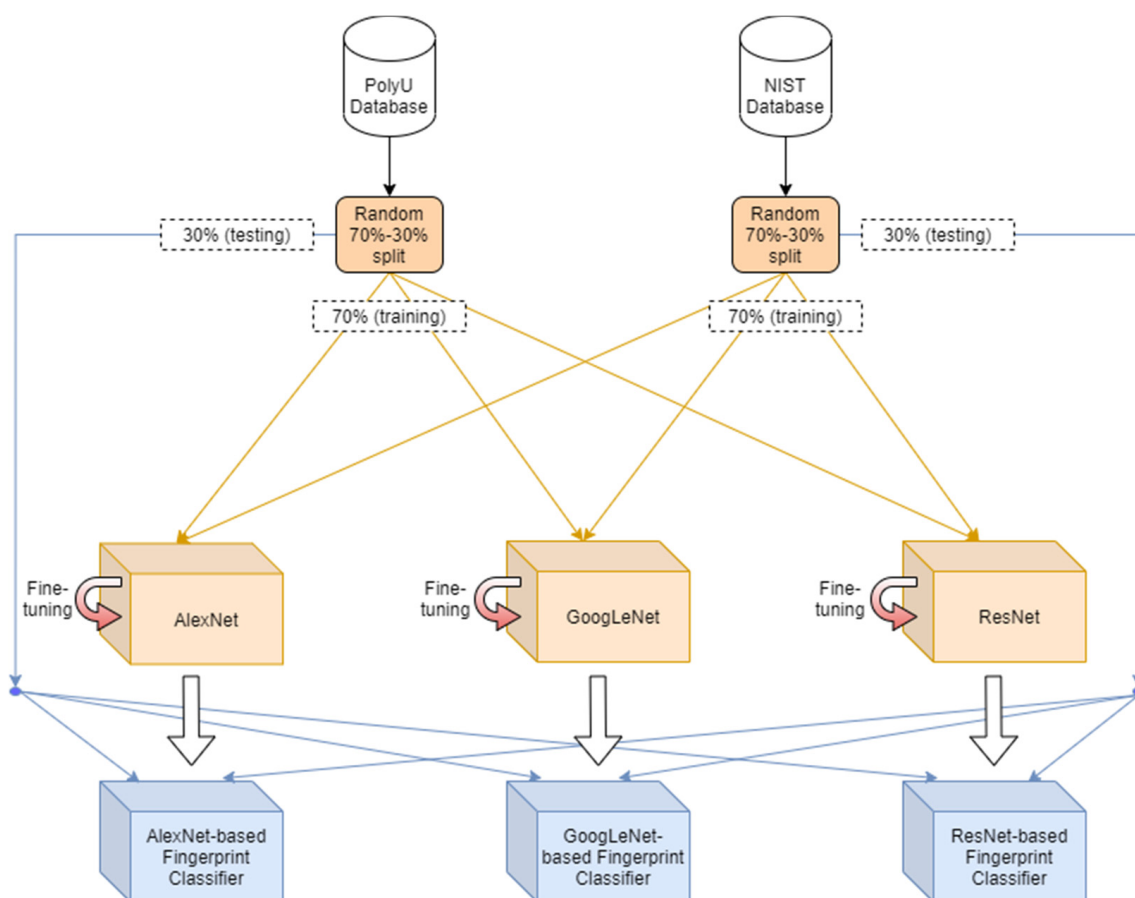 PolyU
Database
NIST
Database
Random
70%-30%
split
Random
70%-30%
split
30% (testing)
30% (testing)
70% (training)
70% (training)
Fine-
tuning
AlexNet
Fine-
tuning
GoogLeNet
Fine-
tuning
ResNet
AlexNet-based
Fingerprint
Classifier
GoogLeNet-
based Fingerprint
Classifier
ResNet-based
Fingerprint
Classifier